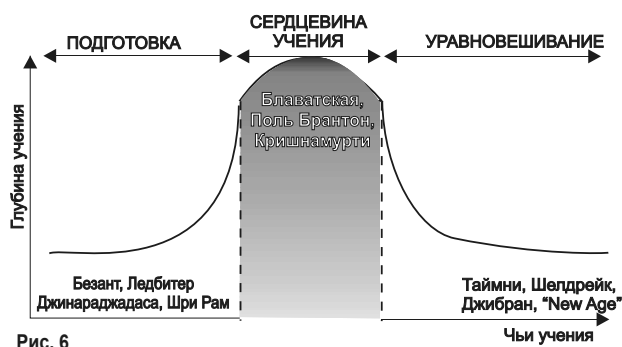 СЕРДЦЕВИНА
УЧЕНИЯ
ПОДГОТОВКА
УРАВНОВЕШИВАНИЕ
Глубина учения
Блаватская,
Поль Брантон,
Кришнамурти
Безант, Ледбитер
Джинараджадаса, Шри Рам
Таймни, Шелдрейк,
Джибран, “New Age”
Чьи учения
Рис. 6